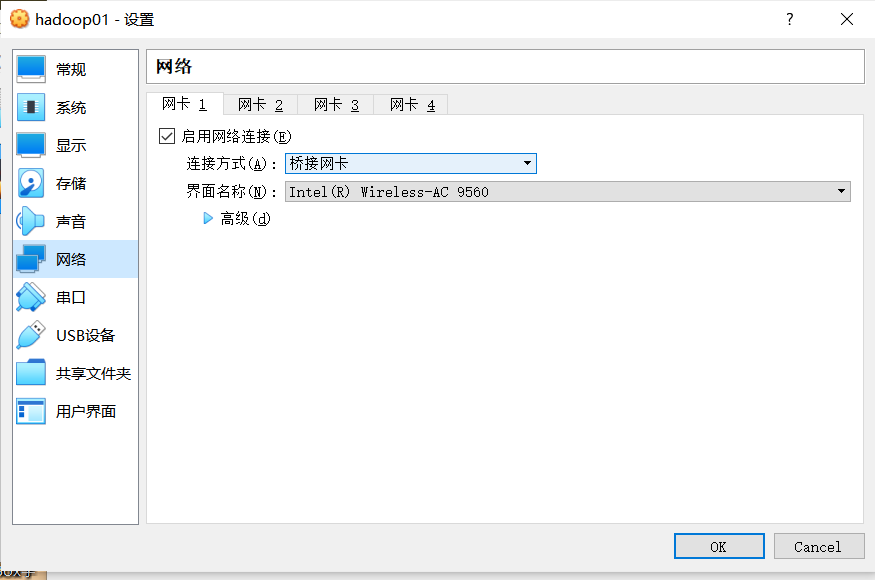 hadoop01 - 设置
?
常规
系统
显示
存储
声音
网络
串口
USB设备
共享文件夹
用户界面
网络
网卡 1 网卡 2 网卡 3 网卡 4
启用网络连接(E)
连接方式(A)： 桥接网卡
界面名称(N)： Intel(R) Wireless-AC 9560
高级(d)
OK Cancel